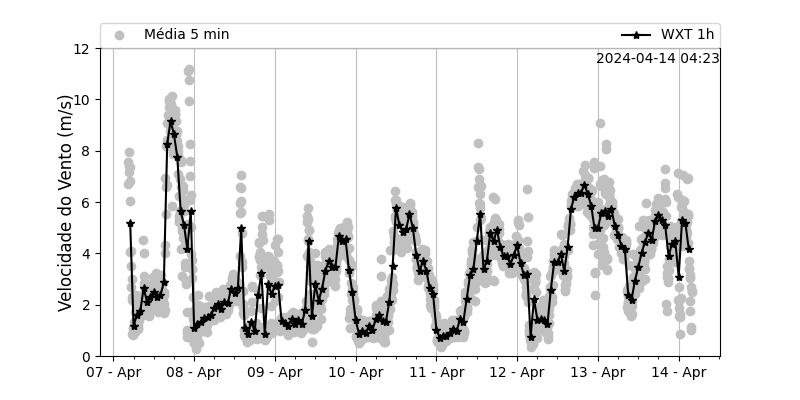 Média 5 min
WXT 1h
2024-04-14 04:23
Velocidade do Vento (m/s)
12
10
8
6
4
2
0
07 - Apr
08 - Apr
09 - Apr
10 - Apr
11 - Apr
12 - Apr
13 - Apr
14 - Apr